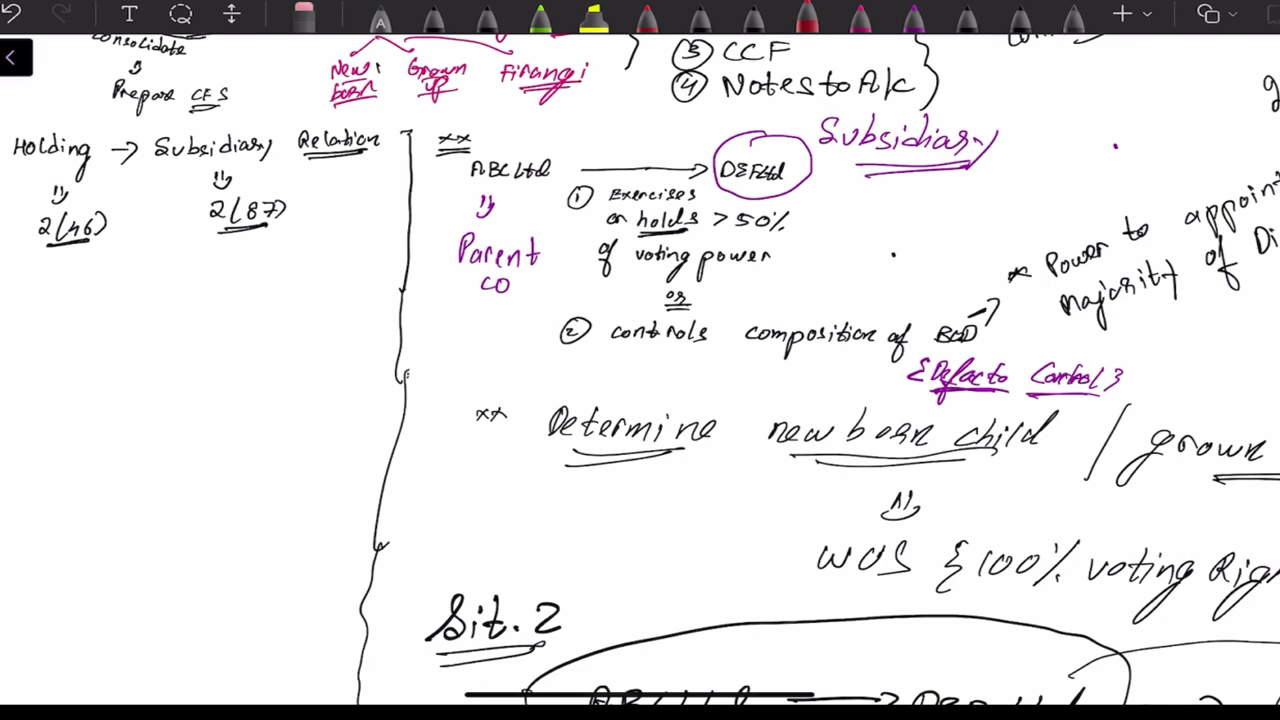 Consolidate
Prepare CFS
New
born
Grown
up
Firangi
③ CCF
④ Notes to A/c
Holding → Subsidiary Relation
2(46)
2(87)
**
ABC Ltd → DEF Ltd
Subsidiary
Parent
CO
① Exercises
or holds > 50%
of voting power
or
② controls composition of BOD
* Power to appoint
majority of Di
{Defacto Control}
** Determine new born child / grown
WOS {100% voting Righ
Sit. 2